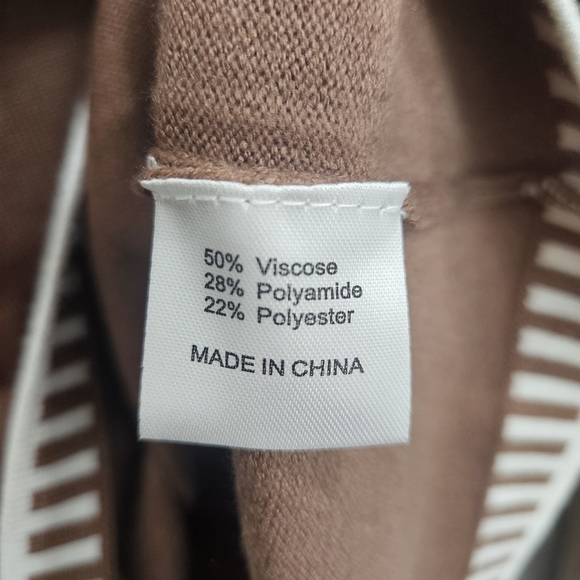 50% Viscose
28% Polyamide
22% Polyester
MADE IN CHINA